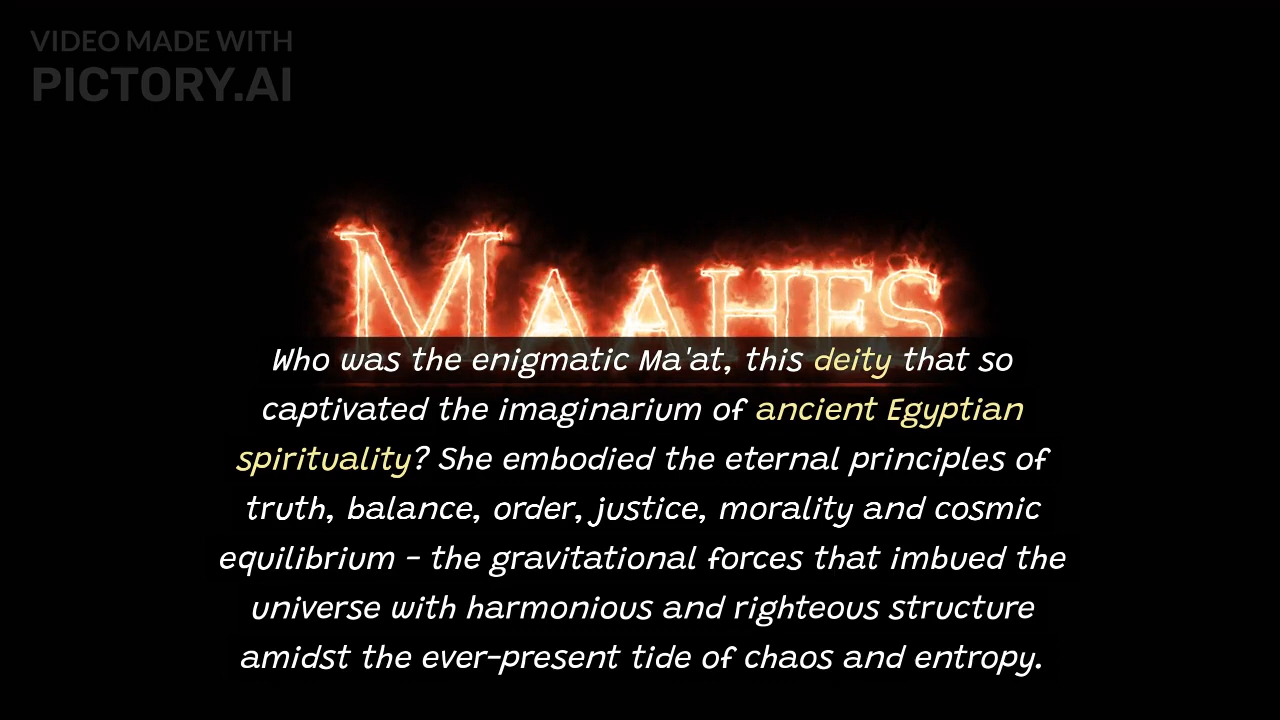 VIDEO MADE WITH
PICTORY.AI
MAAHES
Who was the enigmatic Ma'at, this deity that so
captivated the imaginarium of ancient Egyptian
spirituality? She embodied the eternal principles of
truth, balance, order, justice, morality and cosmic
equilibrium - the gravitational forces that imbued the
universe with harmonious and righteous structure
amidst the ever-present tide of chaos and entropy.